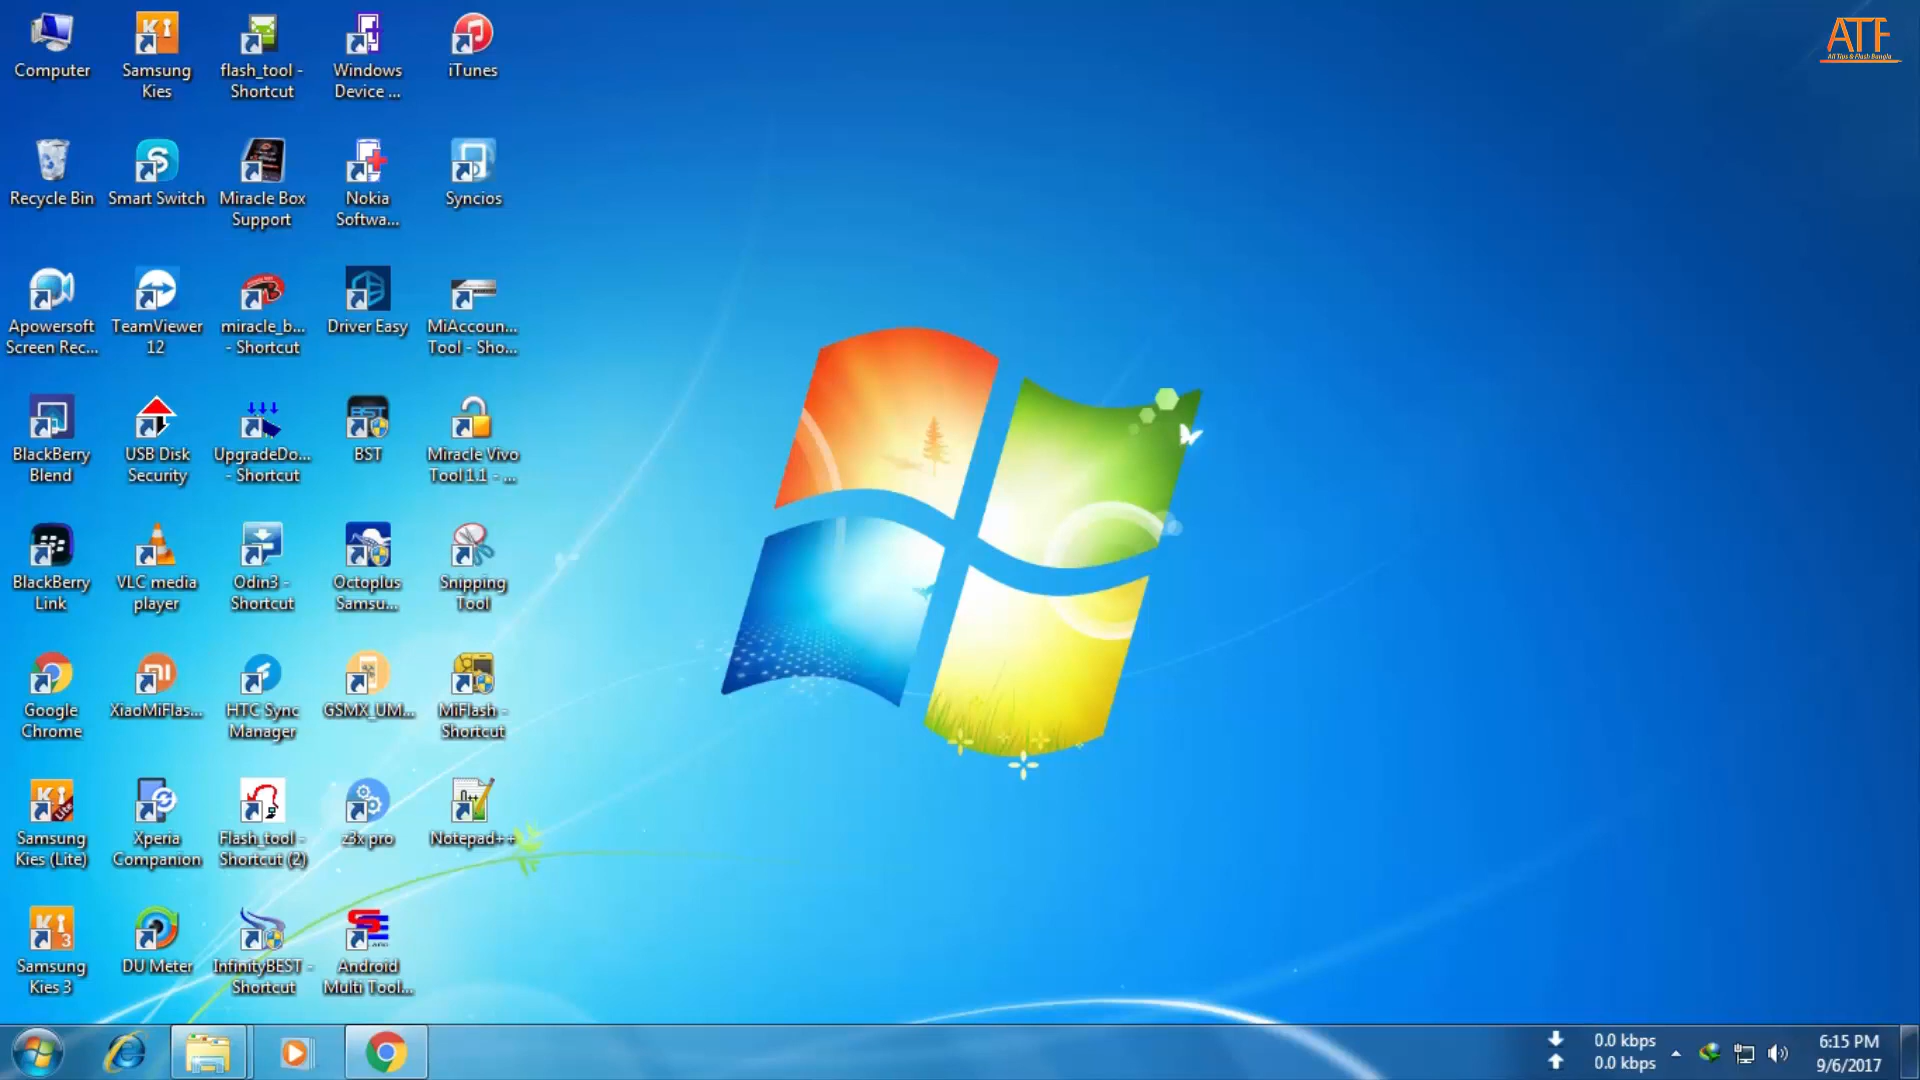 Computer
Samsung
Kies
flash_tool -
Shortcut
Windows
Device ...
iTunes
ATF
All Tips & Flash Bangla
Recycle Bin
Smart Switch
Miracle Box
Support
Nokia
Softwa...
Syncios
Apowersoft
Screen Rec...
TeamViewer
12
miracle_b...
- Shortcut
Driver Easy
MiAccoun...
Tool - Sho...
BlackBerry
Blend
USB Disk
Security
UpgradeDo...
- Shortcut
BST
Miracle Vivo
Tool1.1 - ...
BlackBerry
Link
VLC media
player
Odin3 -
Shortcut
Octoplus
Samsu...
Snipping
Tool
Google
Chrome
XiaoMiFlas...
HTC Sync
Manager
GSMX_UM...
MiFlash -
Shortcut
Samsung
Kies (Lite)
Xperia
Companion
Flash_tool -
Shortcut (2)
z3x pro
Notepad++
Samsung
Kies 3
DU Meter
InfinityBEST -
Shortcut
Android
Multi Tool...
0.0 kbps
0.0 kbps
6:15 PM
9/6/2017